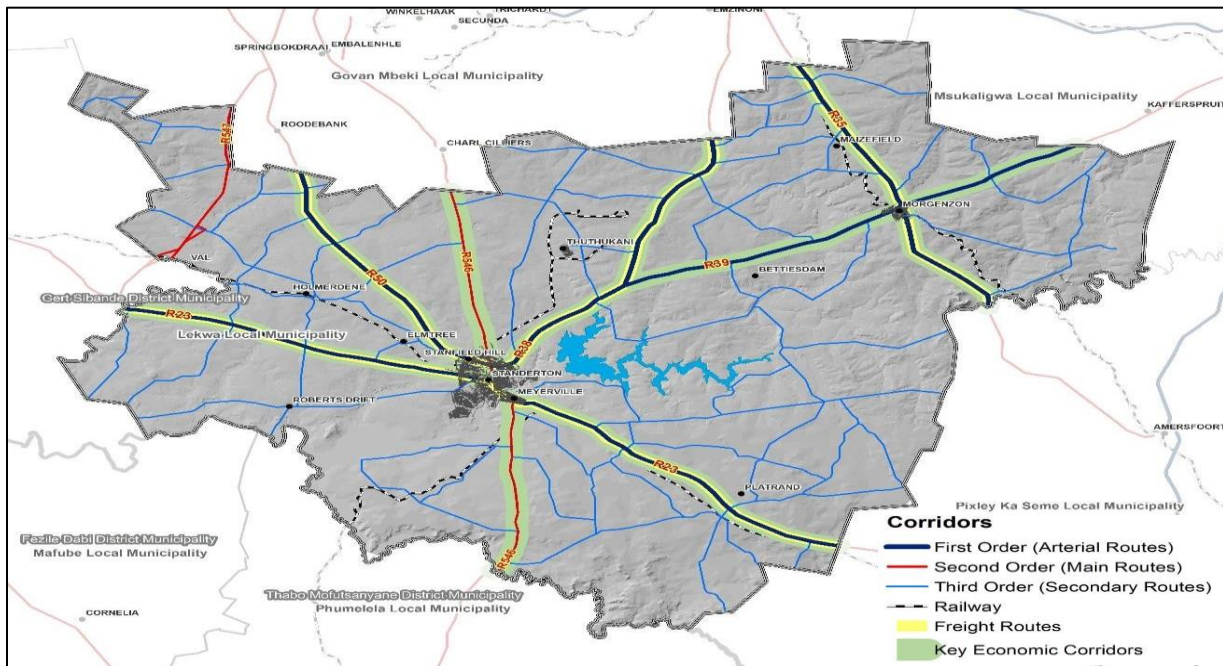 WINKELHAAK
TRICHARDT
SECUNDA
EMZINONI
SPRINGBOKDRAAI
EMBALENHLE
Govan Mbeki Local Municipality
Msukaligwa Local Municipality
KAFFERSPRUIT
R547
ROODEBANK
CHARL CILLIERS
R35
MAIZEFIELD
MORGENZON
VAL
THUTHUKANI
R39
BETTIESDAM
R50
R546
Gert Sibande District Municipality
HOLMERDENE
R23
Lekwa Local Municipality
ELMTREE
STANFIELD HILL
R38
STANDERTON
MEYERVILLE
ROBERTS DRIFT
AMERSFOORT
R23
PLATRAND
Pixley Ka Seme Local Municipality
Fezile Dabi District Municipality
Mafube Local Municipality
R546
Thabo Mofutsanyane District Municipality
Phumelela Local Municipality
CORNELIA
Corridors
First Order (Arterial Routes)
Second Order (Main Routes)
Third Order (Secondary Routes)
Railway
Freight Routes
Key Economic Corridors